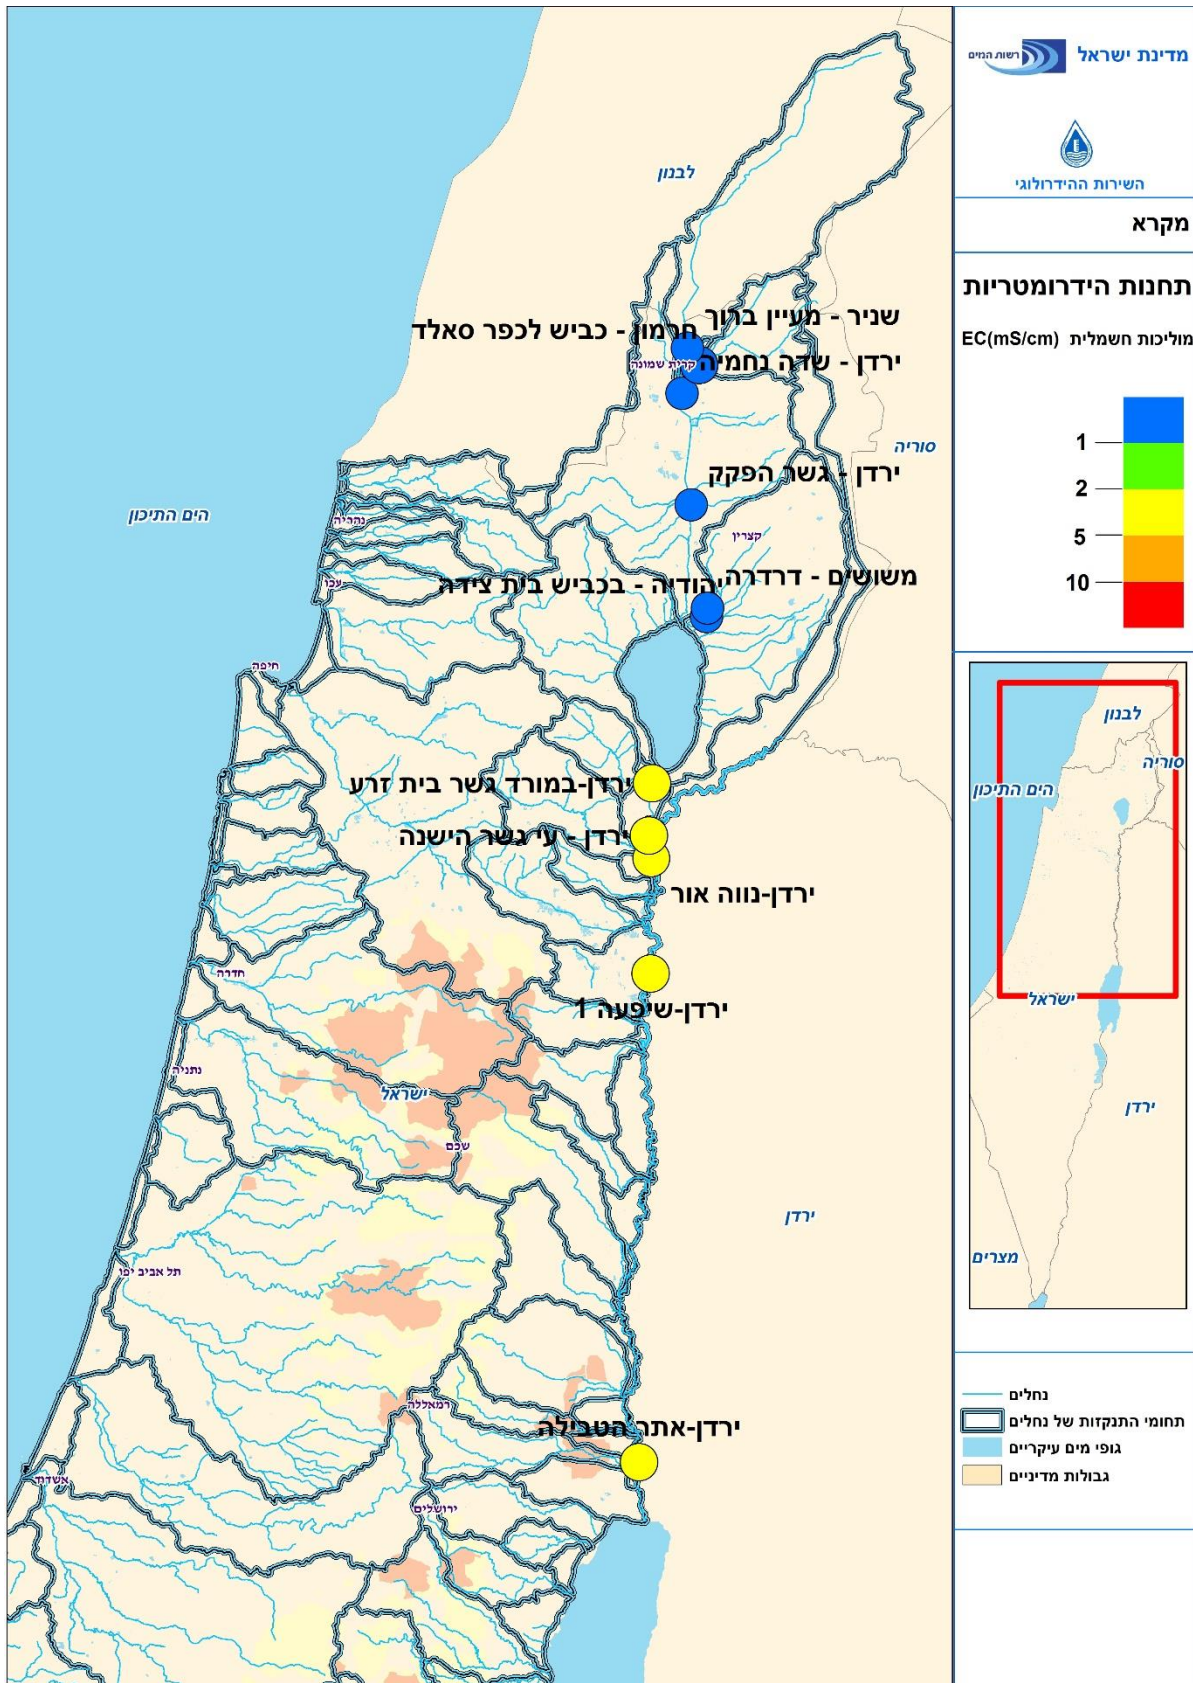 מדינת ישראל
רשות המים
השירות ההידרולוגי
מקרא
תחנות הידרומטריות
מוליכות חשמלית EC(mS/cm)
1
2
5
10
לבנון
סוריה
הים התיכון
ישראל
ירדן
מצרים
נחלים
תחומי התנקזות של נחלים
גופי מים עיקריים
גבולות מדיניים
לבנון
שניר - מעיין ברוך
חרמון - כביש לכפר סאלד
ירדן - שדה נחמיה
קרית שמונה
סוריה
ירדן - גשר הפקק
הים התיכון
נהריה
קצרין
משושים - דרדרה
יהודיה - בכביש בית צידה
עכו
חיפה
ירדן-במורד גשר בית זרע
ירדן - עי גשר הישנה
ירדן-נווה אור
חדרה
ירדן-שיפעה 1
נתניה
ישראל
שכם
ירדן
תל אביב יפו
רמאללה
ירדן-אתר הטבילה
אשדוד
ירושלים